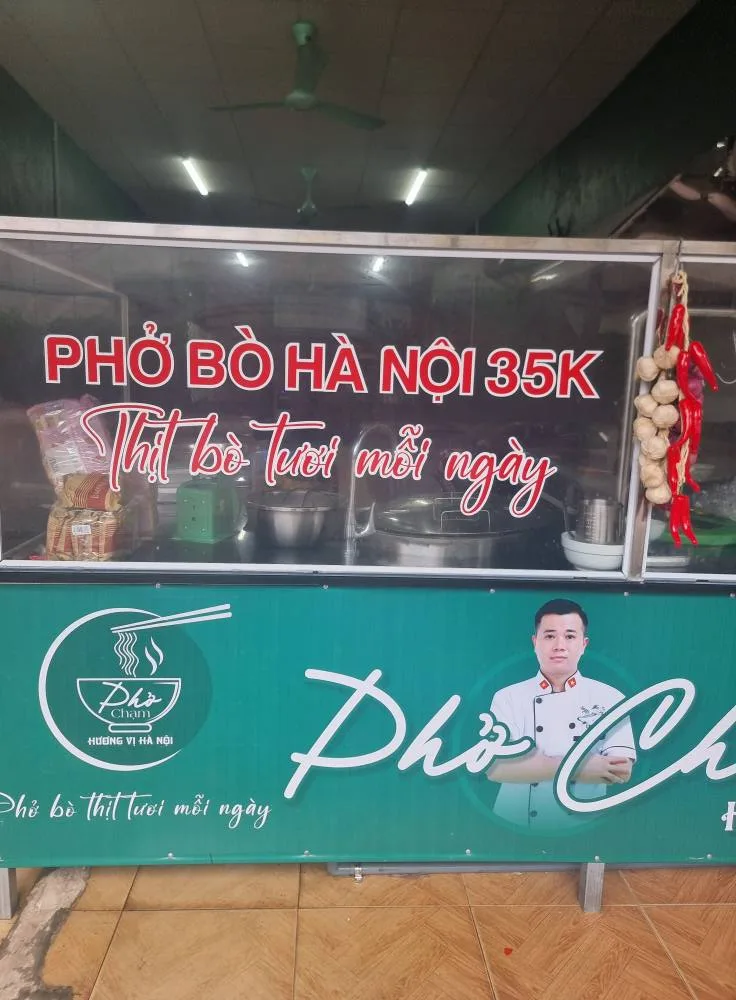 PHỞ BÒ HÀ NỘI 35K
Thịt bò tươi mỗi ngày
Phở
Chạm
HƯƠNG VỊ HÀ NỘI
Phở Ch
Phở bò thịt tươi mỗi ngày
H